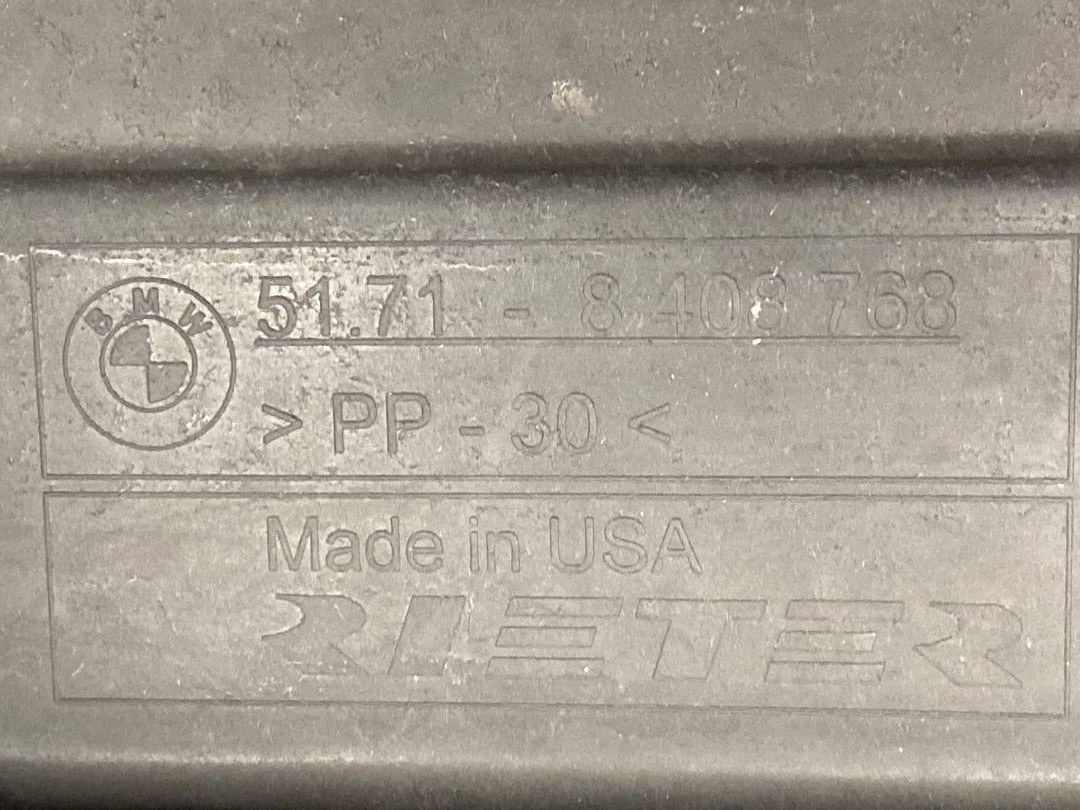 BMW
51.71 - 8 408 768
> PP - 30 <
Made in USA
RIETER